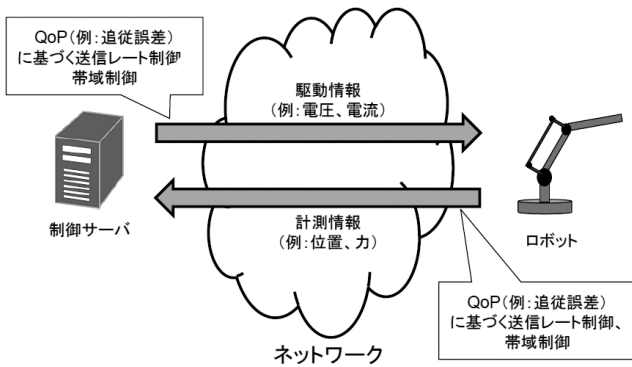 QoP(例:追従誤差)
に基づく送信レート制御
帯域制御
駆動情報
(例:電圧、電流)
制御サーバ
計測情報
(例:位置、力)
ロボット
QoP(例:追従誤差)
に基づく送信レート制御、
帯域制御
ネットワーク